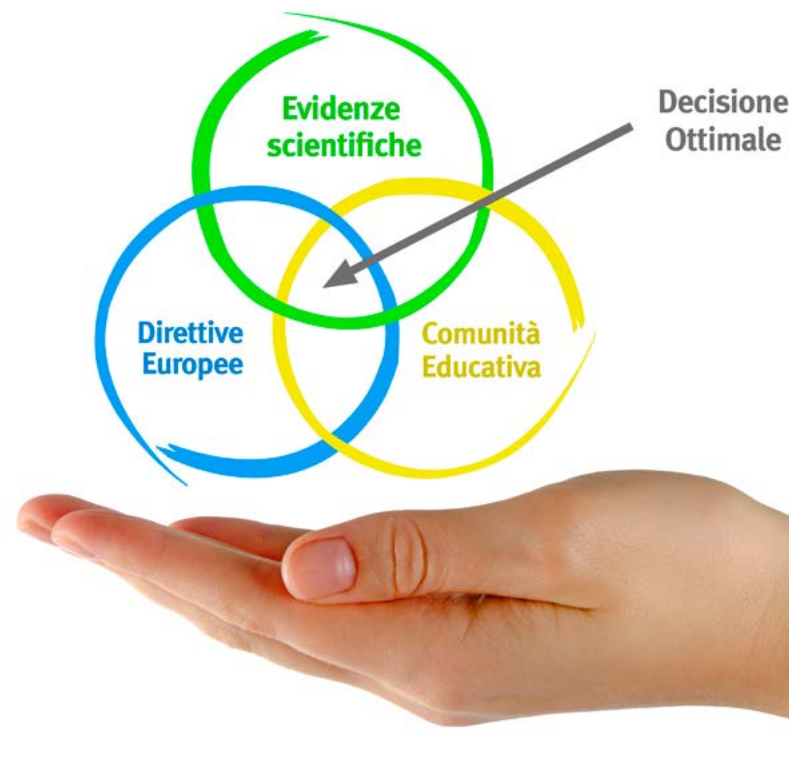 Evidenze
scientifiche
Decisione
Ottimale
Direttive
Europee
Comunità
Educativa